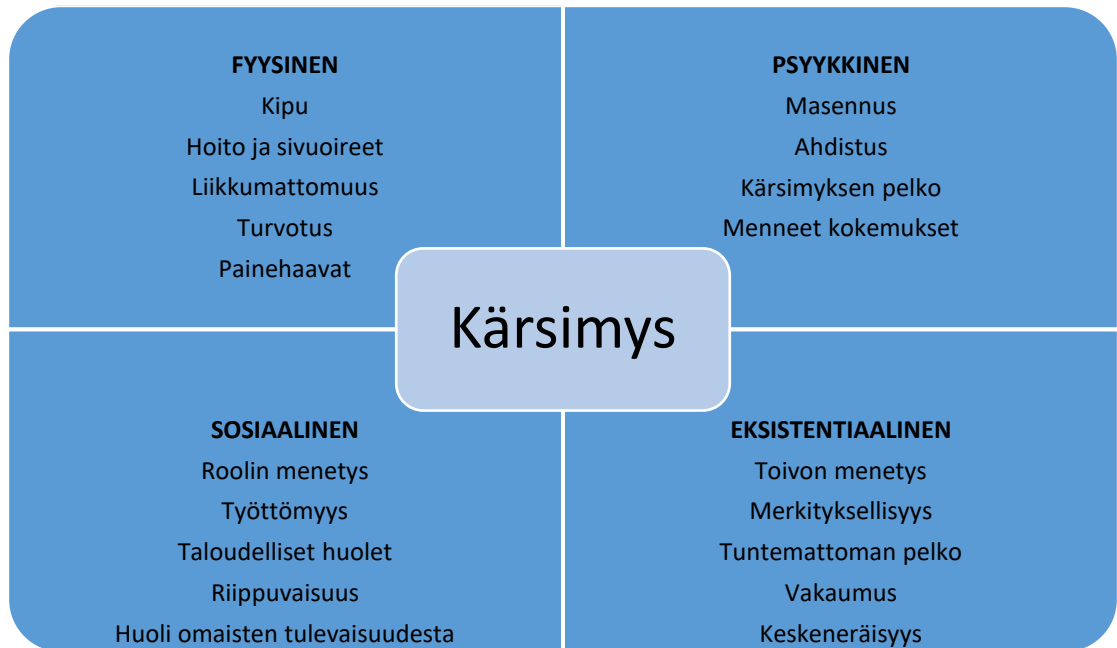 FYYSINEN
Kipu
Hoito ja sivuoireet
Liikkumattomuus
Turvotus
Painehaavat
PSYYKKINEN
Masennus
Ahdistus
Kärsimyksen pelko
Menneet kokemukset
Kärsimys
SOSIAALINEN
Roolin menetys
Työttömyys
Taloudelliset huolet
Riippuvaisuus
Huoli omaisten tulevaisuudesta
EKSISTENTIAALINEN
Toivon menetys
Merkityksellisyys
Tuntemattoman pelko
Vakaumus
Keskeneräisyys